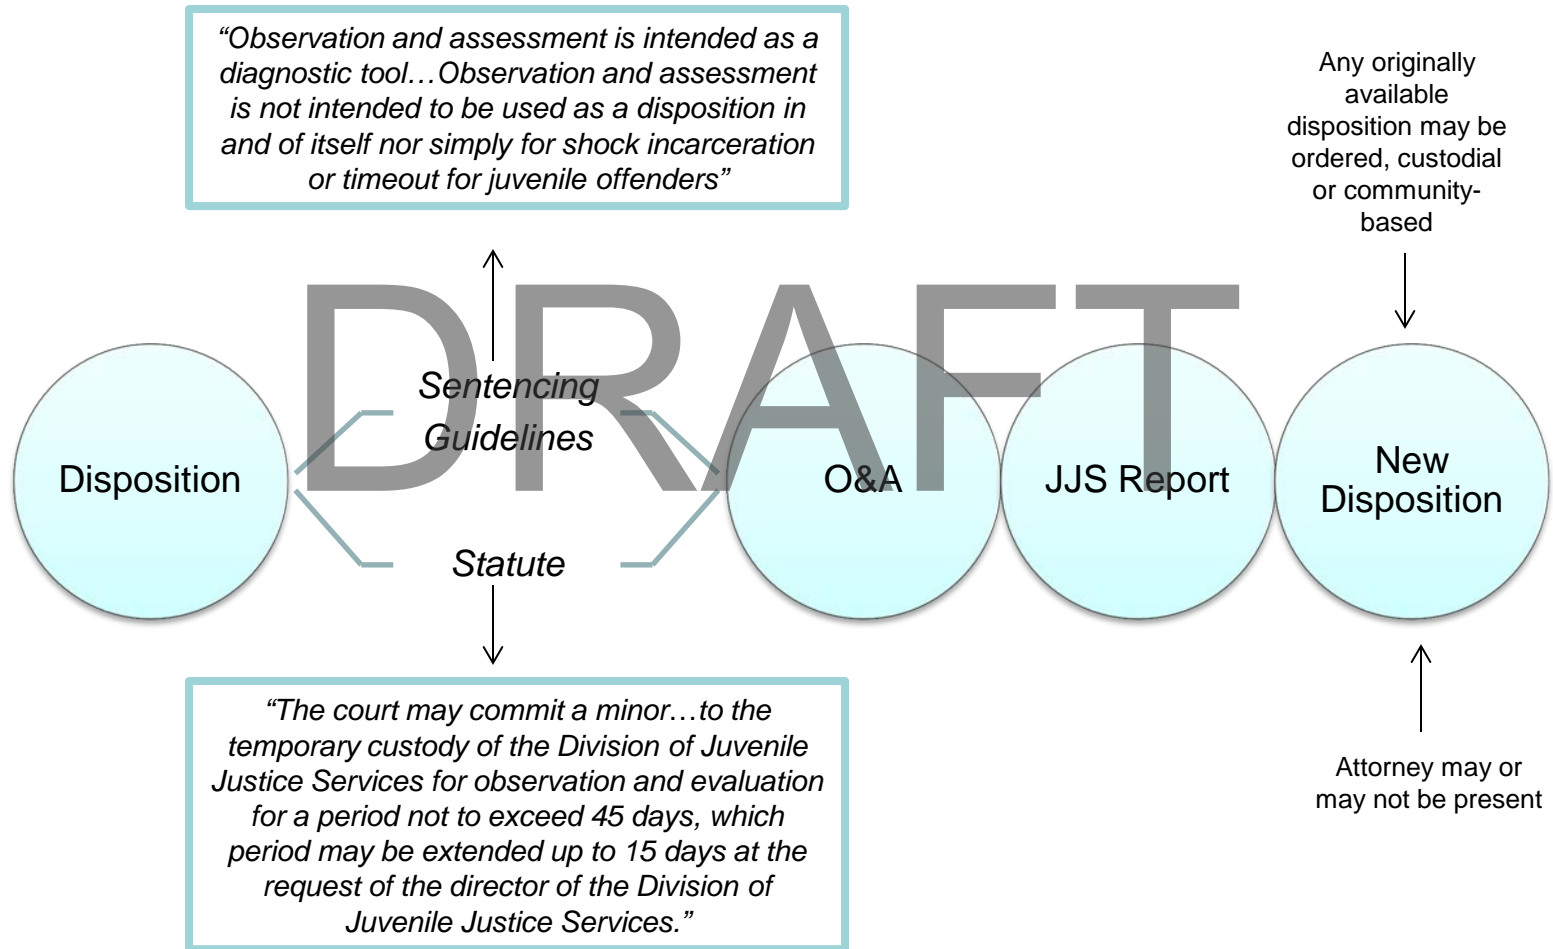 “Observation and assessment is intended as a
diagnostic tool…Observation and assessment
is not intended to be used as a disposition in
and of itself nor simply for shock incarceration
or timeout for juvenile offenders”
Any originally
available
disposition may be
ordered, custodial
or community-
based
DRAFT
Disposition
Sentencing
Guidelines
Statute
O&A
JJS Report
New
Disposition
“The court may commit a minor…to the
temporary custody of the Division of Juvenile
Justice Services for observation and evaluation
for a period not to exceed 45 days, which
period may be extended up to 15 days at the
request of the director of the Division of
Juvenile Justice Services.”
Attorney may or
may not be present